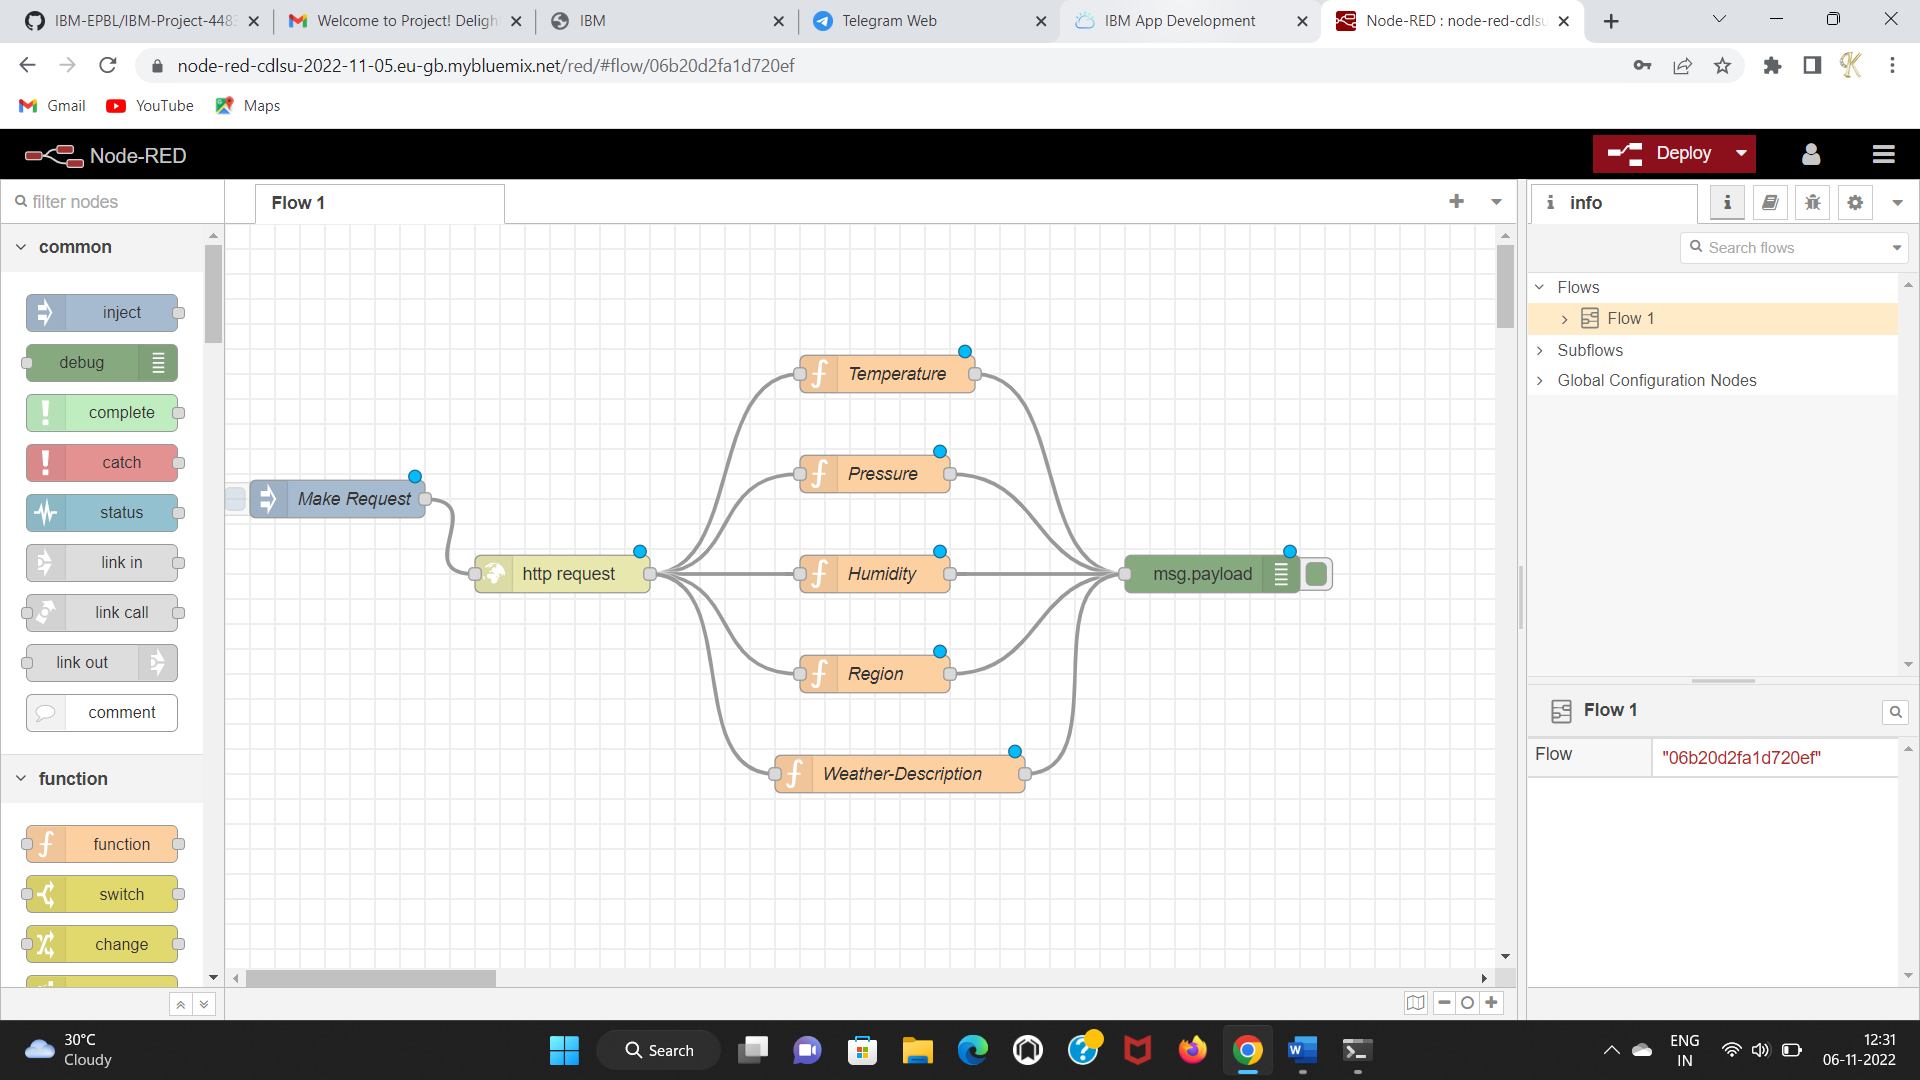 IBM-EPBL/IBM-Project-448
Welcome to Project! Deligh
IBM
Telegram Web
IBM App Development
Node-RED : node-red-cdlsu
node-red-cdlsu-2022-11-05.eu-gb.mybluemix.net/red/#flow/06b20d2fa1d720ef
Gmail
YouTube
Maps
Node-RED
Deploy
filter nodes
Flow 1
info
Search flows
common
inject
debug
complete
catch
status
link in
link call
link out
comment
function
function
switch
change
Make Request
http request
Temperature
Pressure
Humidity
Region
Weather-Description
msg.payload
Flows
Flow 1
Subflows
Global Configuration Nodes
Flow 1
Flow
"06b20d2fa1d720ef"
30°C
Cloudy
Search
ENG
IN
12:31
06-11-2022